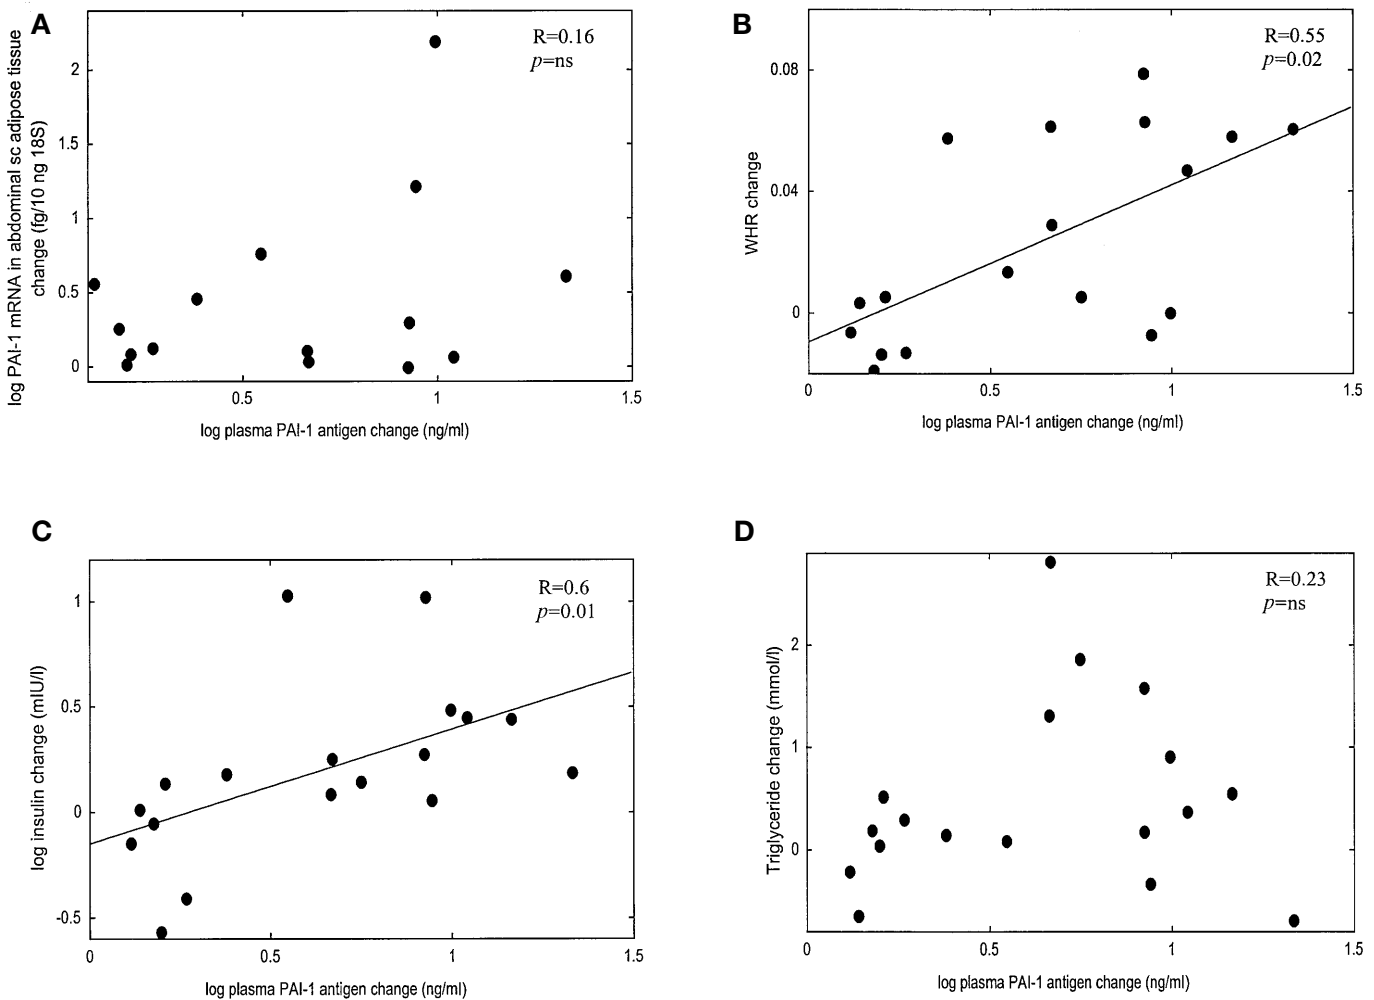 A
R=0.16
p=ns
log PAI-1 mRNA in abdominal sc adipose tissue
change (fg/10 ng 18S)
2
1.5
1
0.5
0
0.5
1
1.5
log plasma PAI-1 antigen change (ng/ml)
B
R=0.55
p=0.02
WHR change
0.08
0.04
0
0
0.5
1
1.5
log plasma PAI-1 antigen change (ng/ml)
C
R=0.6
p=0.01
log insulin change (mIU/l)
1
0.5
0
-0.5
0
0.5
1
1.5
log plasma PAI-1 antigen change (ng/ml)
D
R=0.23
p=ns
Triglyceride change (mmol/l)
2
1
0
0
0.5
1
1.5
log plasma PAI-1 antigen change (ng/ml)